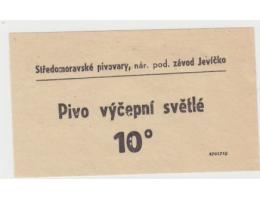 Středomoravské pivovary, nár. pod. závod Jevíčko
Pivo výčepní světlé
10°